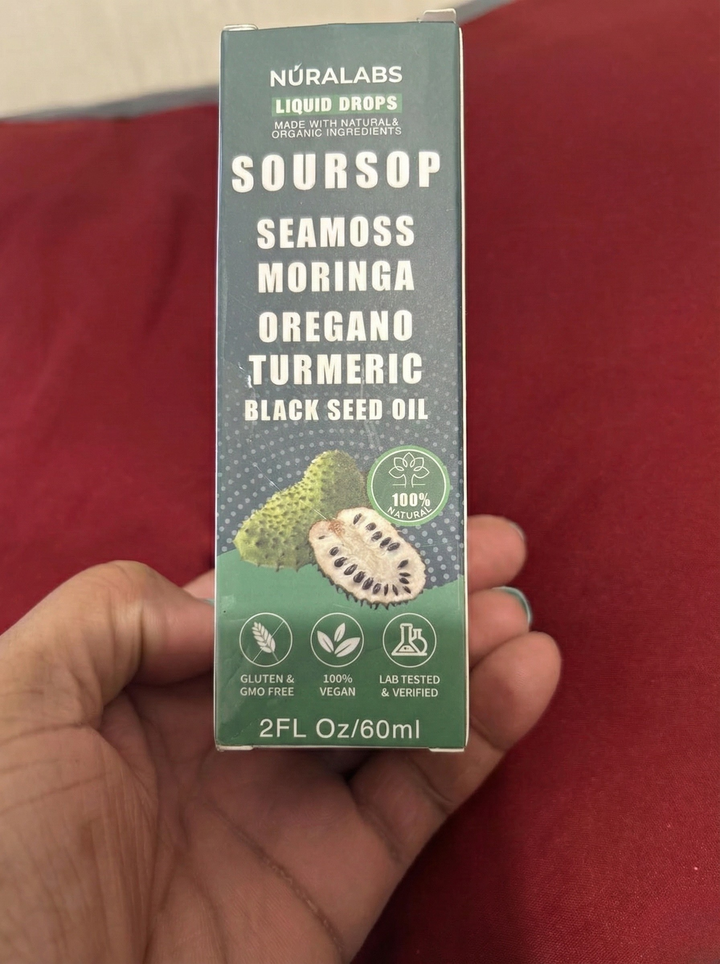 NÚRALABS
LIQUID DROPS
MADE WITH NATURAL&
ORGANIC INGREDIENTS
SOURSOP
SEAMOSS
MORINGA
OREGANO
TURMERIC
BLACK SEED OIL
100%
NATURAL
GLUTEN &
GMO FREE
100%
VEGAN
LAB TESTED
& VERIFIED
2FL Oz/60ml